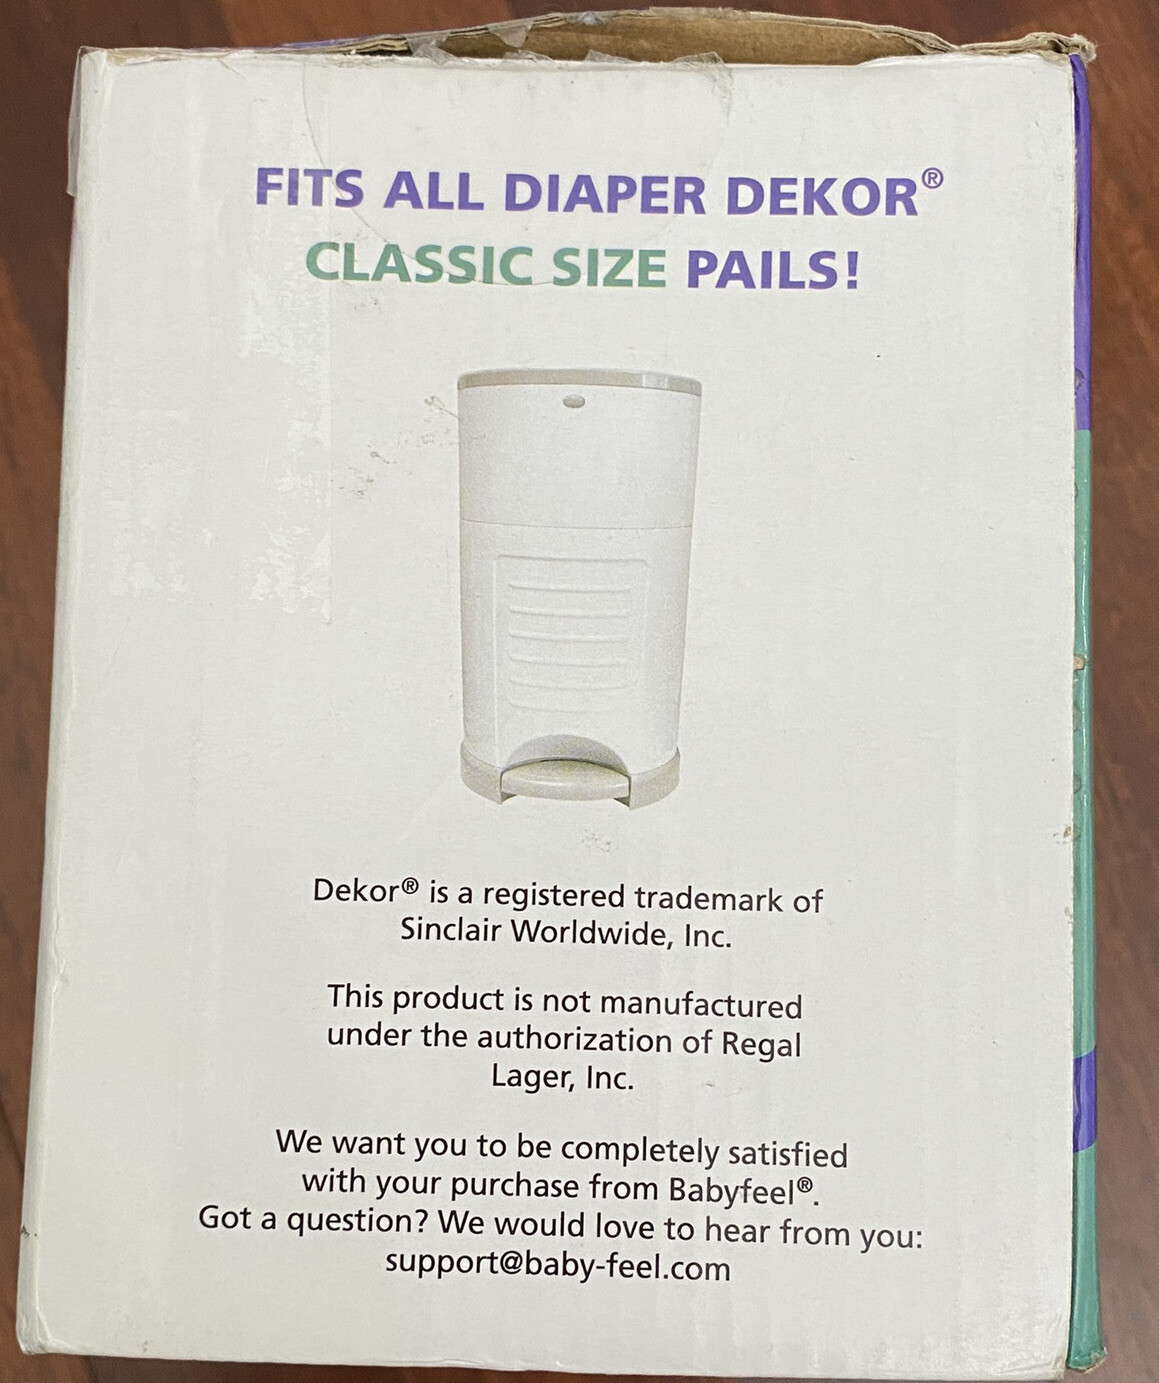 FITS ALL DIAPER DEKOR®
CLASSIC SIZE PAILS!
Dekor® is a registered trademark of
Sinclair Worldwide, Inc.
This product is not manufactured
under the authorization of Regal
Lager, Inc.
We want you to be completely satisfied
with your purchase from Babyfeel®.
Got a question? We would love to hear from you:
support@baby-feel.com